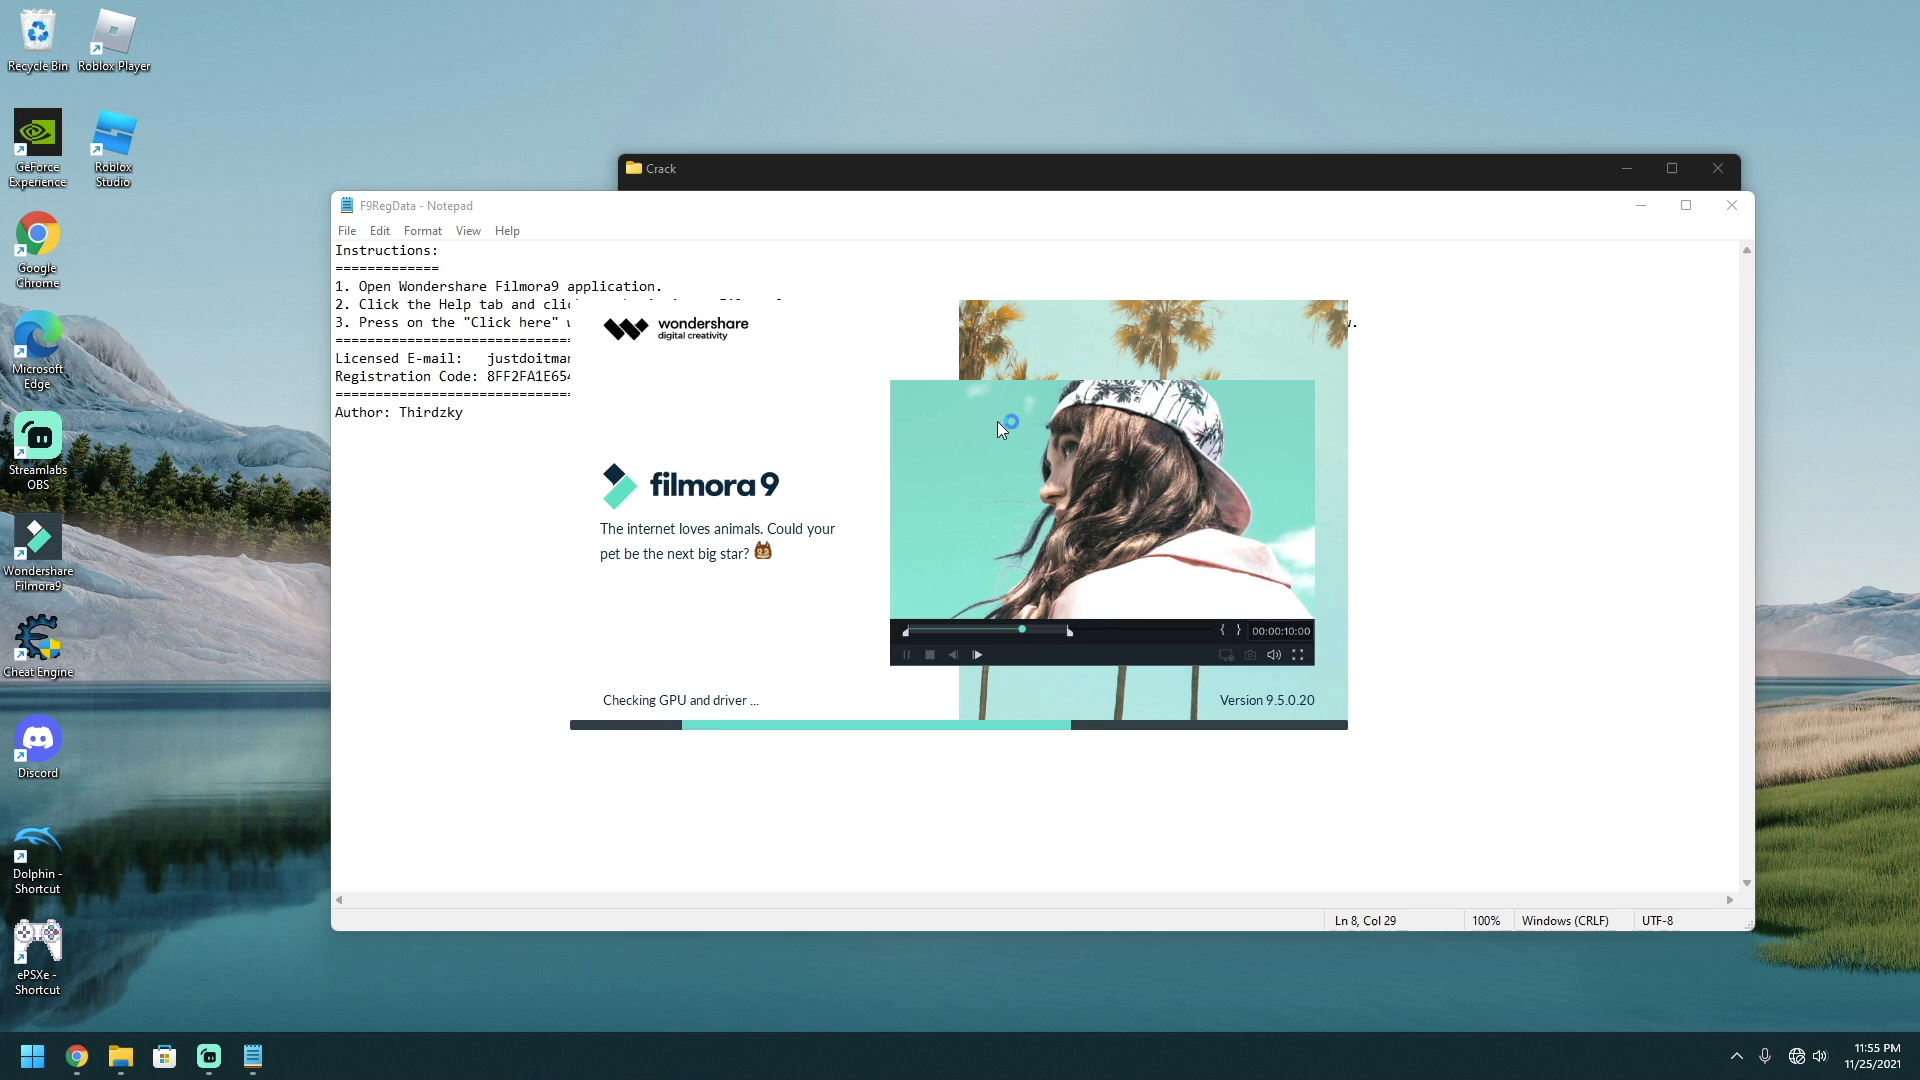 Recycle Bin
Roblox Player
GeForce
Experience
Roblox
Studio
Google
Chrome
Microsoft
Edge
Streamlabs
OBS
Wondershare
Filmora9
Cheat Engine
Discord
Dolphin -
Shortcut
ePSXe -
Shortcut
Crack
F9RegData - Notepad
File Edit Format View Help
Instructions:
=============
1. Open Wondershare Filmora9 application.
2. Click the Help tab and
3. Press on the "Click here"
Licensed E-mail: justdoitman
Registration Code: 8FF2FA1E654
Author: Thirdzky
wondershare
digital creativity
filmora9
The internet loves animals. Could your
pet be the next big star?
00:00:10:00
Checking GPU and driver ...
Version 9.5.0.20
Ln 8, Col 29
100%
Windows (CRLF)
UTF-8
11:55 PM
11/25/2021